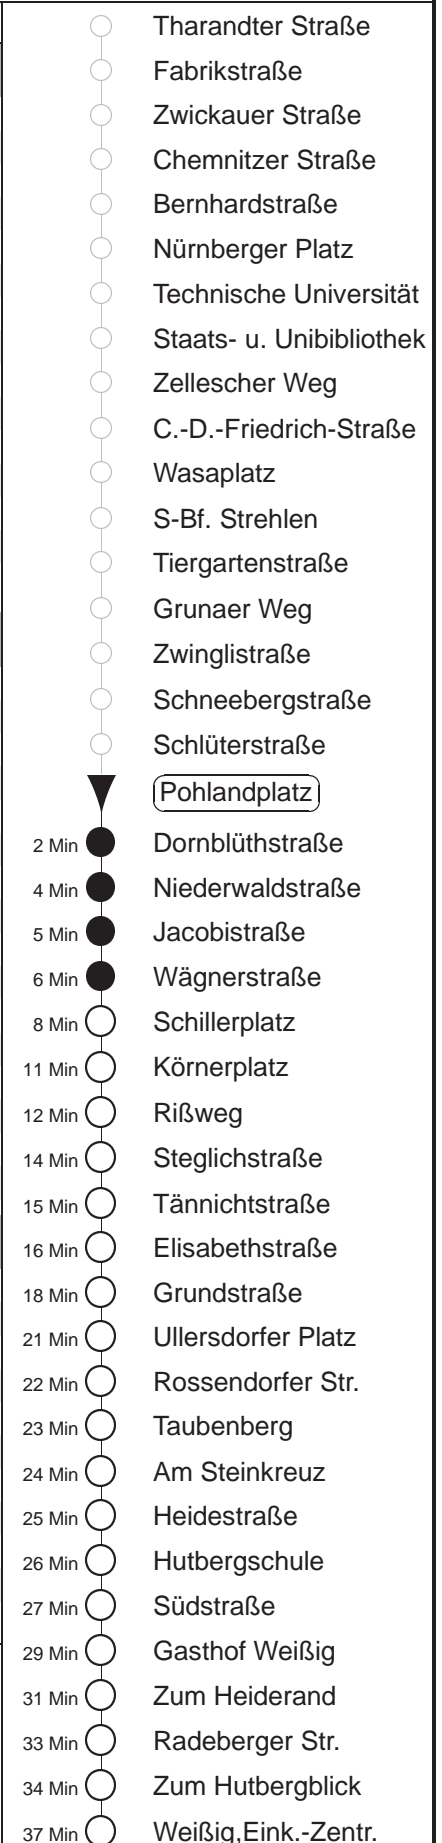 Tharandter Straße
Fabrikstraße
Zwickauer Straße
Chemnitzer Straße
Bernhardstraße
Nürnberger Platz
Technische Universität
Staats- u. Unibibliothek
Zellescher Weg
C.-D.-Friedrich-Straße
Wasaplatz
S-Bf. Strehlen
Tiergartenstraße
Grunaer Weg
Zwinglistraße
Schneebergstraße
Schlüterstraße
Pohlandplatz
2 Min Dornblüthstraße
4 Min Niederwaldstraße
5 Min Jacobistraße
6 Min Wägnerstraße
8 Min Schillerplatz
11 Min Körnerplatz
12 Min Rißweg
14 Min Steglichstraße
15 Min Tännichtstraße
16 Min Elisabethstraße
18 Min Grundstraße
21 Min Ullersdorfer Platz
22 Min Rossendorfer Str.
23 Min Taubenberg
24 Min Am Steinkreuz
25 Min Heidestraße
26 Min Hutbergschule
27 Min Südstraße
29 Min Gasthof Weißig
31 Min Zum Heiderand
33 Min Radeberger Str.
34 Min Zum Hutbergblick
37 Min Weißig,Eink.-Zentr.